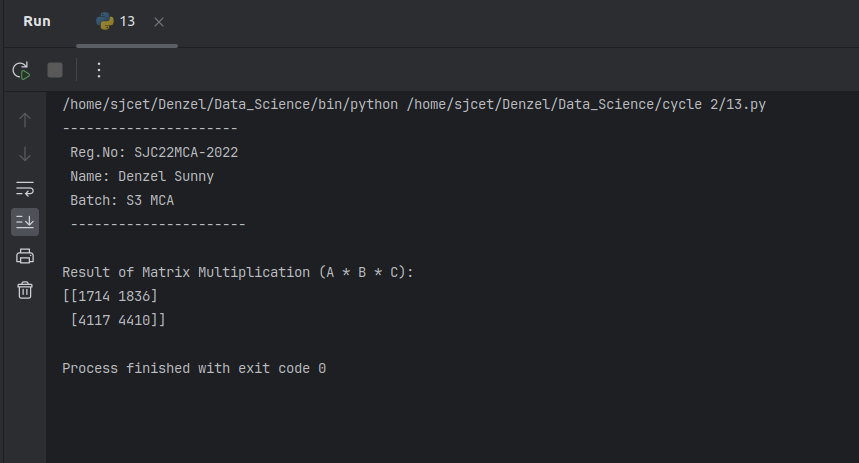 Run 13
/home/sjcet/Denzel/Data_Science/bin/python /home/sjcet/Denzel/Data_Science/cycle 2/13.py
----------------------
Reg.No: SJC22MCA-2022
Name: Denzel Sunny
Batch: S3 MCA
----------------------
Result of Matrix Multiplication (A * B * C):
[[1714 1836]
[4117 4410]]
Process finished with exit code 0